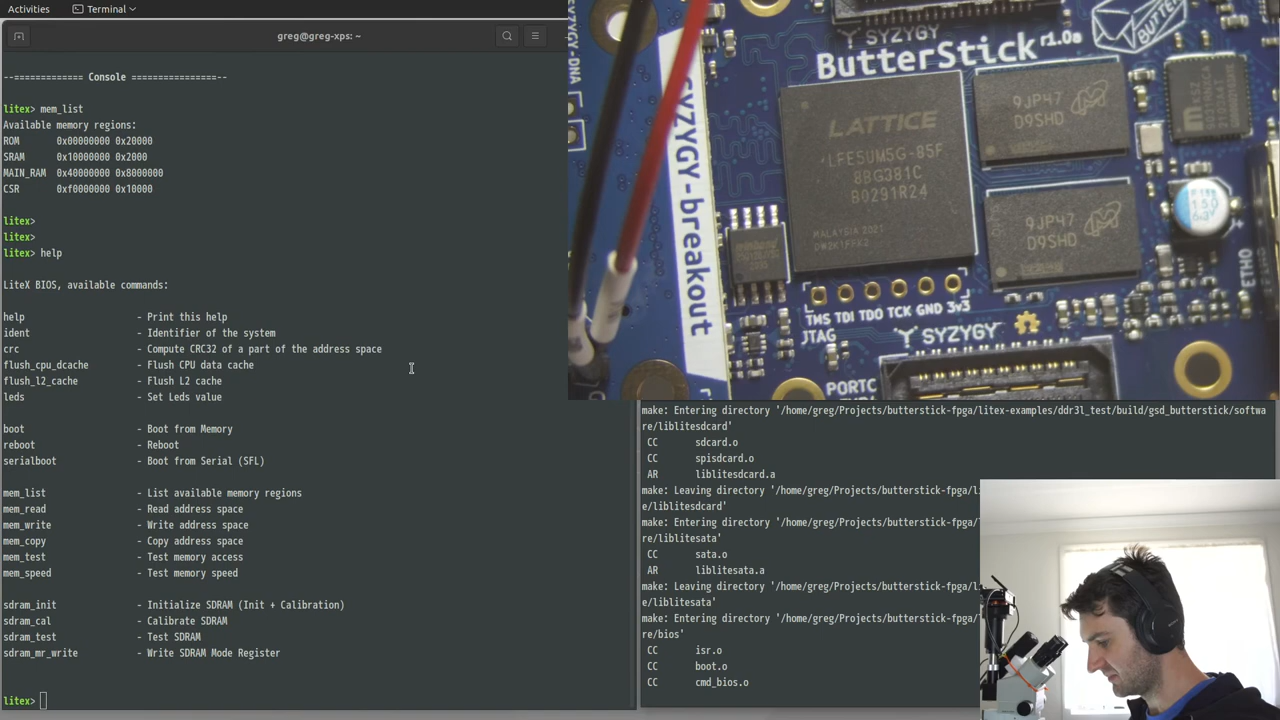 Activities
Terminal
greg@greg-xps: ~
--============= Console ===============--
litex> mem_list
Available memory regions:
ROM 0x00000000 0x20000
SRAM 0x10000000 0x2000
MAIN_RAM 0x40000000 0x8000000
CSR 0xf0000000 0x10000
litex>
litex>
litex> help
LiteX BIOS, available commands:
help - Print this help
ident - Identifier of the system
crc - Compute CRC32 of a part of the address space
flush_cpu_dcache - Flush CPU data cache
flush_l2_cache - Flush L2 cache
leds - Set Leds value
boot - Boot from Memory
reboot - Reboot
serialboot - Boot from Serial (SFL)
mem_list - List available memory regions
mem_read - Read address space
mem_write - Write address space
mem_copy - Copy address space
mem_test - Test memory access
mem_speed - Test memory speed
sdram_init - Initialize SDRAM (Init + Calibration)
sdram_cal - Calibrate SDRAM
sdram_test - Test SDRAM
sdram_mr_write - Write SDRAM Mode Register
litex>
SYZYGY
ButterStick r1.0a
SYZYGY-breakout
LATTICE
LFE5UM5G-85F
8BG381C
B0291R24
MALAYSIA 2021
9JP47
D9SHD
9JP47
D9SHD
150
TMS TDI TDO TCK GND 3v3
JTAG
SYZYGY
PORTC
ETH0
make: Entering directory '/home/greg/Projects/butterstick-fpga/litex-examples/ddr3l_test/build/gsd_butterstick/softwa
re/liblitesdcard'
CC sdcard.o
CC spisdcard.o
AR liblitesdcard.a
make: Leaving directory '/home/greg/Projects/butterstick-fpga/li
e/liblitesdcard'
make: Entering directory '/home/greg/Projects/butterstick-fpga/
re/liblitesata'
CC sata.o
AR liblitesata.a
make: Leaving directory '/home/greg/Projects/butterstick-fpga/li
e/liblitesata'
make: Entering directory '/home/greg/Projects/butterstick-fpga/
re/bios'
CC isr.o
CC boot.o
CC cmd_bios.o